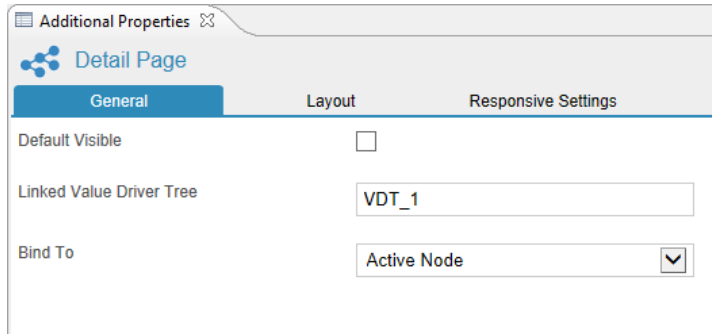 Additional Properties
Detail Page
General Layout Responsive Settings
Default Visible
Linked Value Driver Tree VDT_1
Bind To Active Node